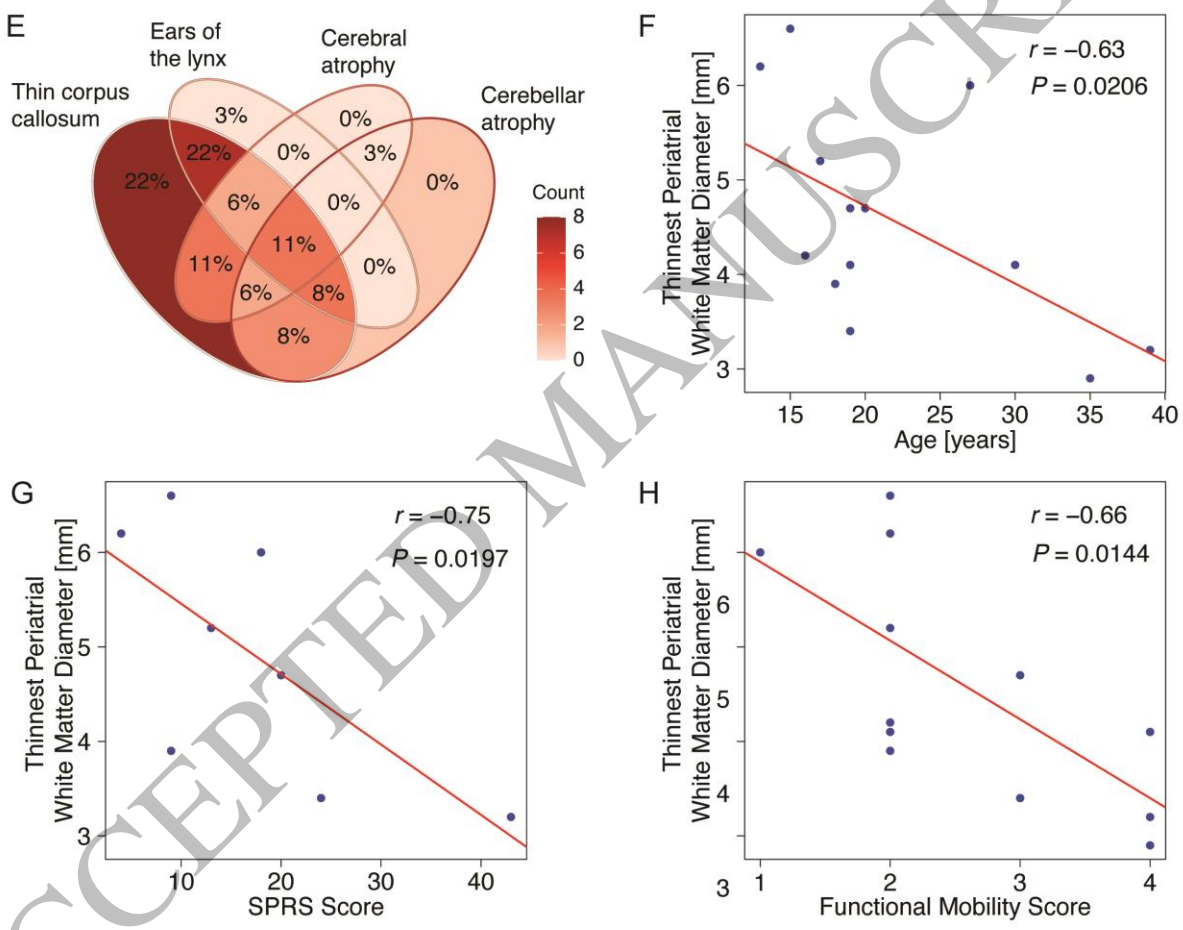 E
Ears of
the lynx
Cerebral
atrophy
Thin corpus
callosum
Cerebellar
atrophy
3%
0%
22%
0%
3%
22%
0%
6%
0%
11%
11%
0%
6%
8%
8%
Count
8
6
4
2
0
F
r = −0.63
P = 0.0206
Thinnest Periatrial
White Matter Diameter [mm]
6
5
4
3
15 20 25 30 35 40
Age [years]
G
r = −0.75
P = 0.0197
Thinnest Periatrial
White Matter Diameter [mm]
6
5
4
3
10 20 30 40
SPRS Score
H
r = −0.66
P = 0.0144
Thinnest Periatrial
White Matter Diameter [mm]
6
5
4
3
1 2 3 4
Functional Mobility Score
CCEPTED MANUSCRI